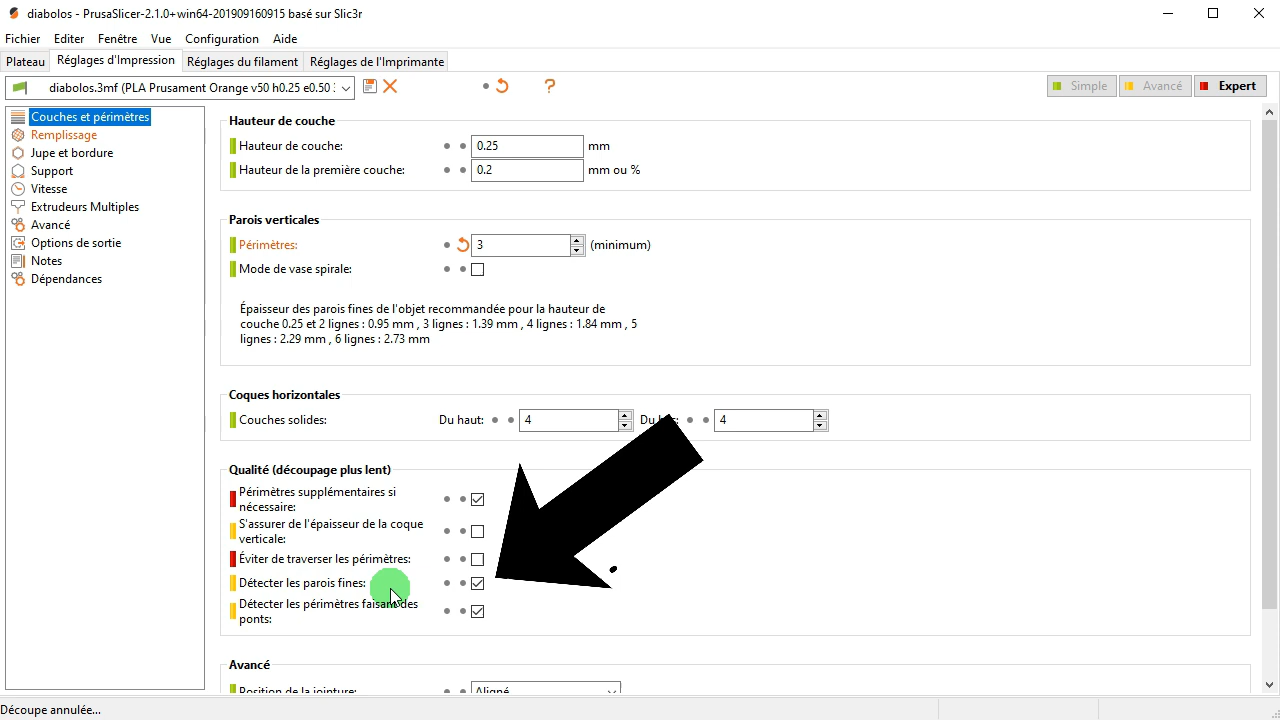 diabolos - PrusaSlicer-2.1.0+win64-201909160915 basé sur Slic3r
Fichier Editer Fenêtre Vue Configuration Aide
Plateau Réglages d'Impression Réglages du filament Réglages de l'Imprimante
diabolos.3mf (PLA Prusament Orange v50 h0.25 e0.50 : ? Simple Avancé Expert
Couches et périmètres
Remplissage
Jupe et bordure
Support
Vitesse
Extrudeurs Multiples
Avancé
Options de sortie
Notes
Dépendances
Hauteur de couche
Hauteur de couche: 0.25 mm
Hauteur de la première couche: 0.2 mm ou %
Parois verticales
Périmètres: 3 (minimum)
Mode de vase spirale:
Épaisseur des parois fines de l'objet recommandée pour la hauteur de
couche 0.25 et 2 lignes : 0.95 mm , 3 lignes : 1.39 mm , 4 lignes : 1.84 mm , 5
lignes : 2.29 mm , 6 lignes : 2.73 mm
Coques horizontales
Couches solides: Du haut: 4 Du 4
Qualité (découpage plus lent)
Périmètres supplémentaires si
nécessaire:
S'assurer de l'épaisseur de la coque
verticale:
Éviter de traverser les périmètres:
Détecter les parois fines:
Détecter les périmètres faisant des
ponts:
Avancé
Position de la jointure: Aligné
Découpe annulée...